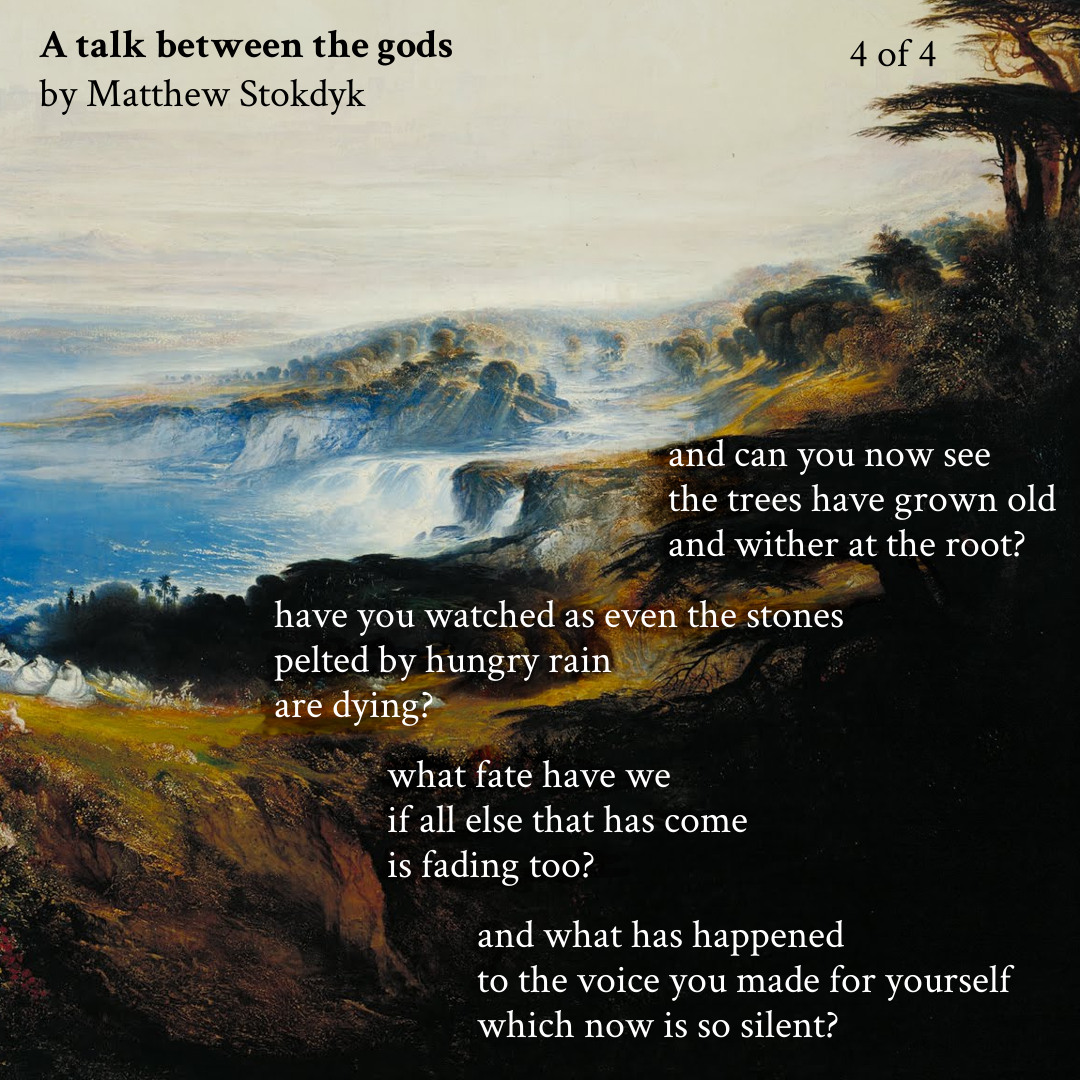 A talk between the gods
by Matthew Stokdyk
4 of 4
and can you now see
the trees have grown old
and wither at the root?
have you watched as even the stones
pelted by hungry rain
are dying?
what fate have we
if all else that has come
is fading too?
and what has happened
to the voice you made for yourself
which now is so silent?